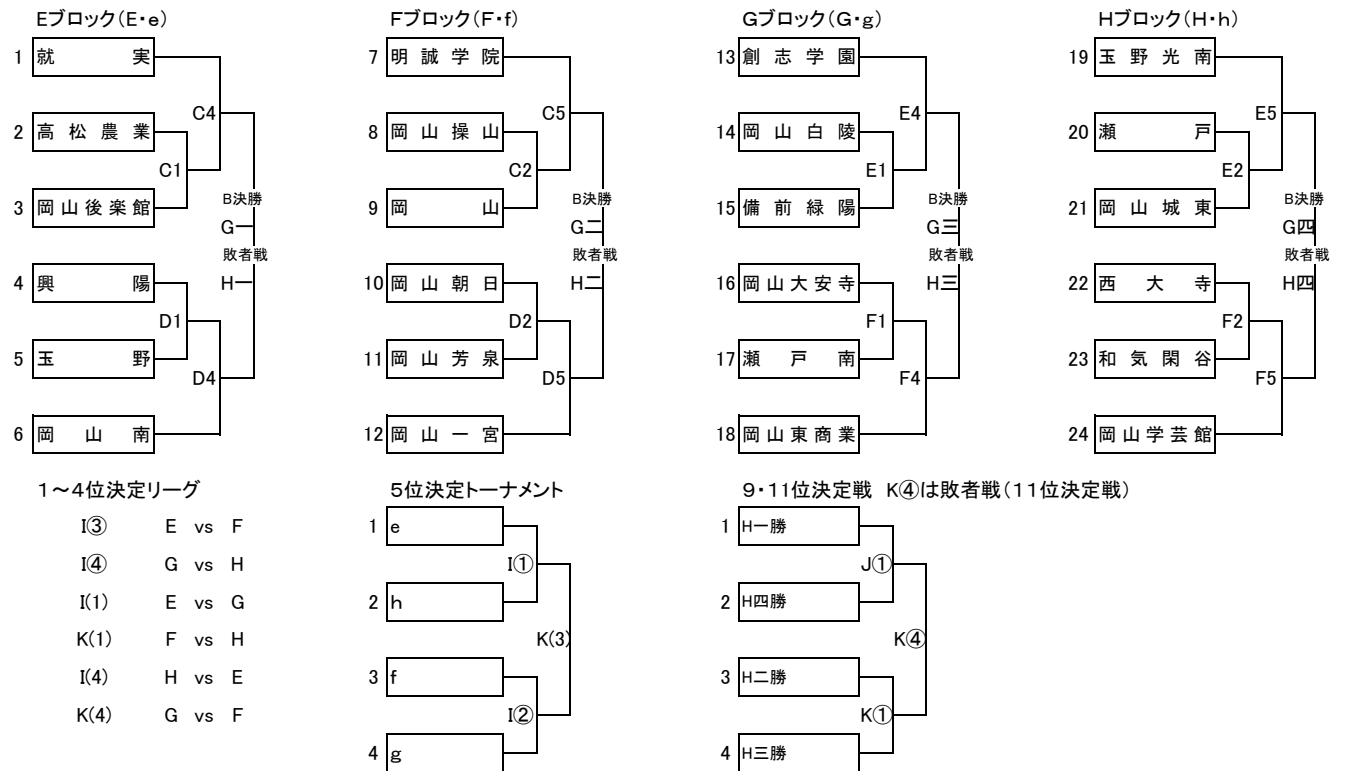 Eブロック(E・e)
1 就実
C4
2 高松農業
C1
3 岡山後楽館
B決勝
G一
敗者戦
H一
4 興陽
D1
5 玉野
D4
6 岡山南
Fブロック(F・f)
7 明誠学院
C5
8 岡山操山
C2
9 岡山
B決勝
G二
敗者戦
H二
10 岡山朝日
D2
11 岡山芳泉
D5
12 岡山一宮
Gブロック(G・g)
13 創志学園
E4
14 岡山白陵
E1
15 備前緑陽
B決勝
G三
敗者戦
H三
16 岡山大安寺
F1
17 瀬戸南
F4
18 岡山東商業
Hブロック(H・h)
19 玉野光南
E5
20 瀬戸
E2
21 岡山城東
B決勝
G四
敗者戦
H四
22 西大寺
F2
23 和気閑谷
F5
24 岡山学芸館
1~4位決定リーグ
I③ E vs F
I④ G vs H
I(1) E vs G
K(1) F vs H
I(4) H vs E
K(4) G vs F
5位決定トーナメント
1 e
I①
2 h
K(3)
3 f
I②
4 g
9・11位決定戦 K④は敗者戦(11位決定戦)
1 H一勝
J①
2 H四勝
K④
3 H二勝
K①
4 H三勝